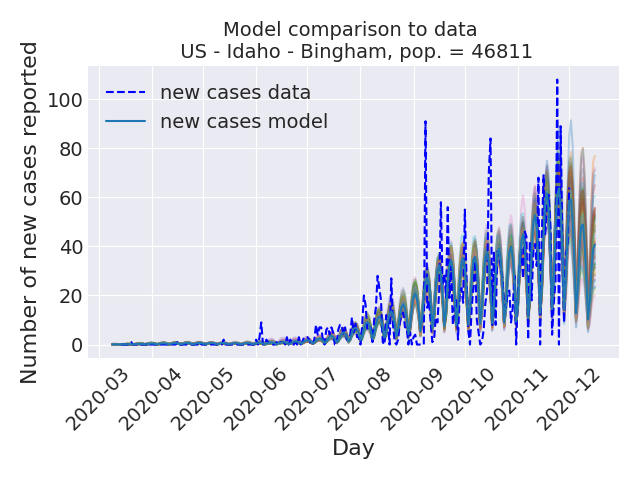 Model comparison to data
US - Idaho - Bingham, pop. = 46811
new cases data
new cases model
Number of new cases reported
100
80
60
40
20
0
2020-03
2020-04
2020-05
2020-06
2020-07
2020-08
2020-09
2020-10
2020-11
2020-12
Day